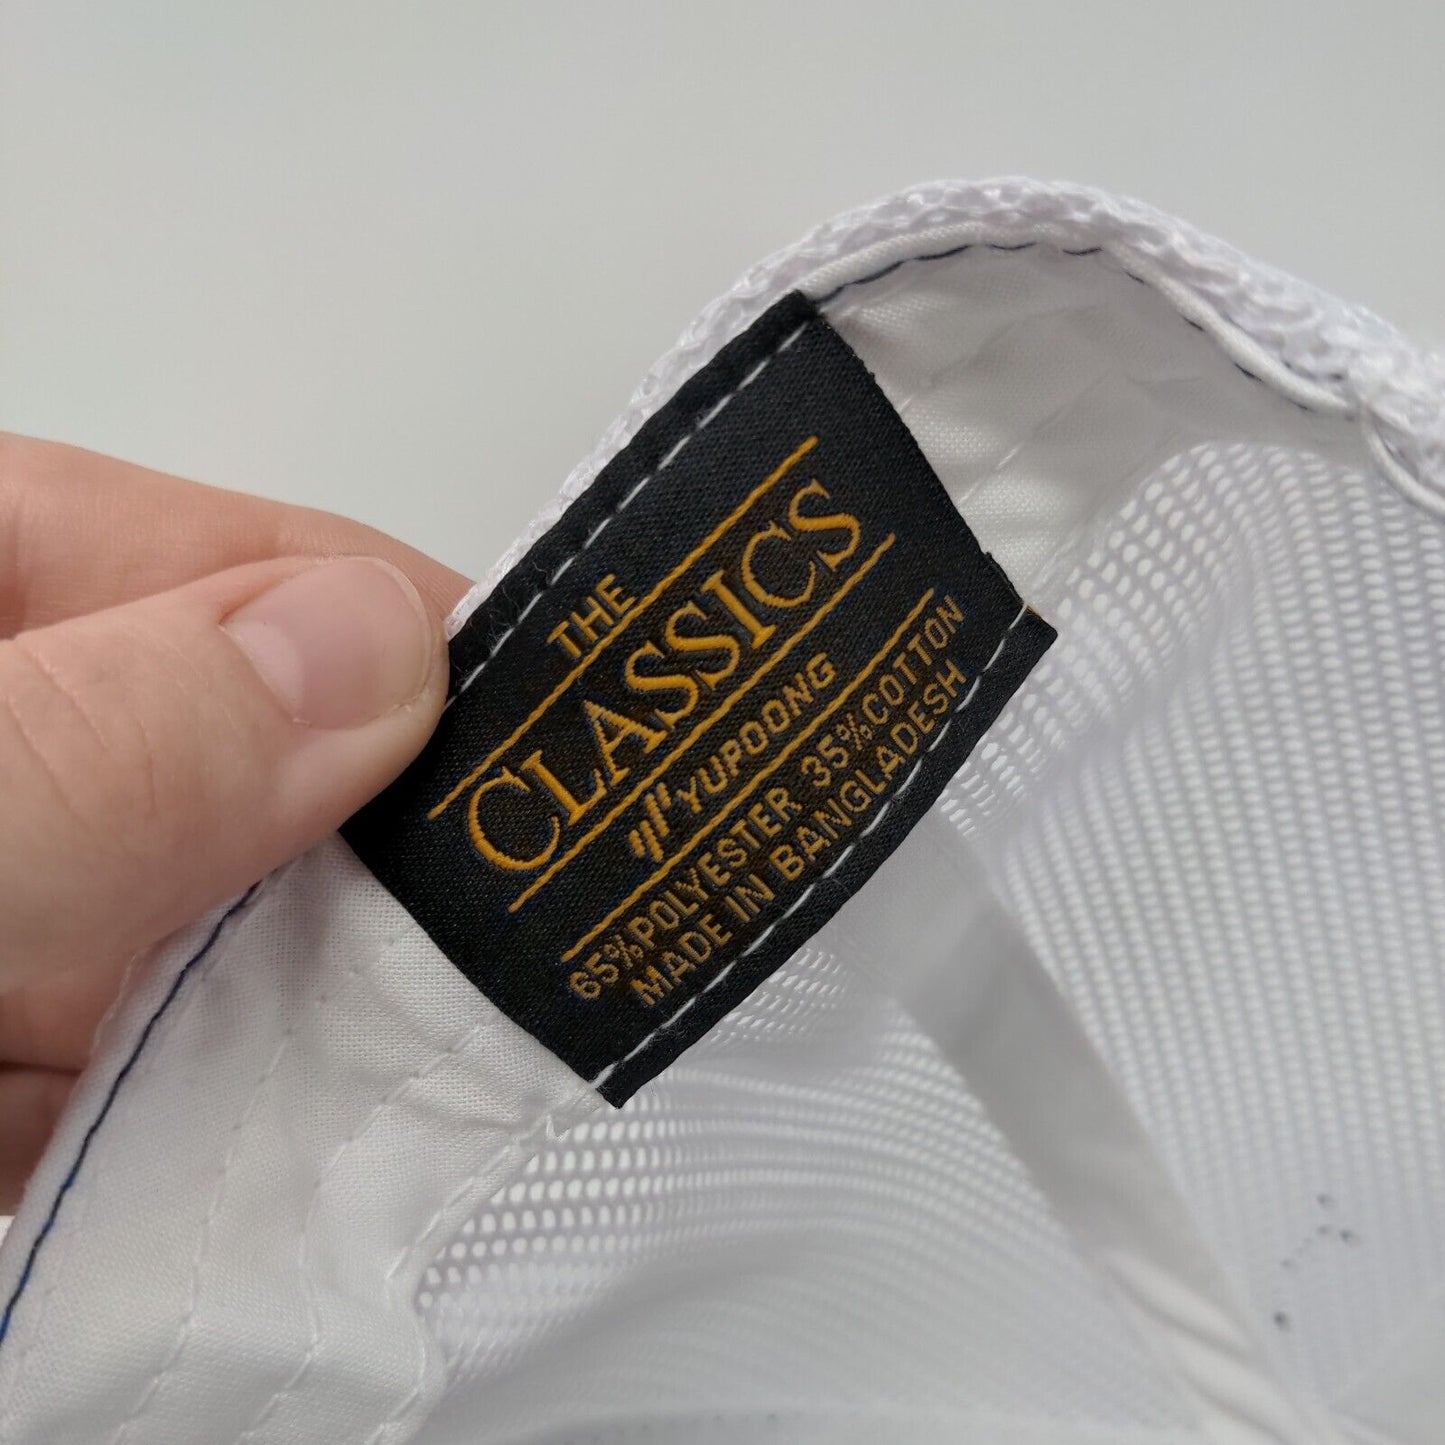 THE
CLASSICS
YUPOONG
65%POLYESTER 35%COTTON
MADE IN BANGLADESH